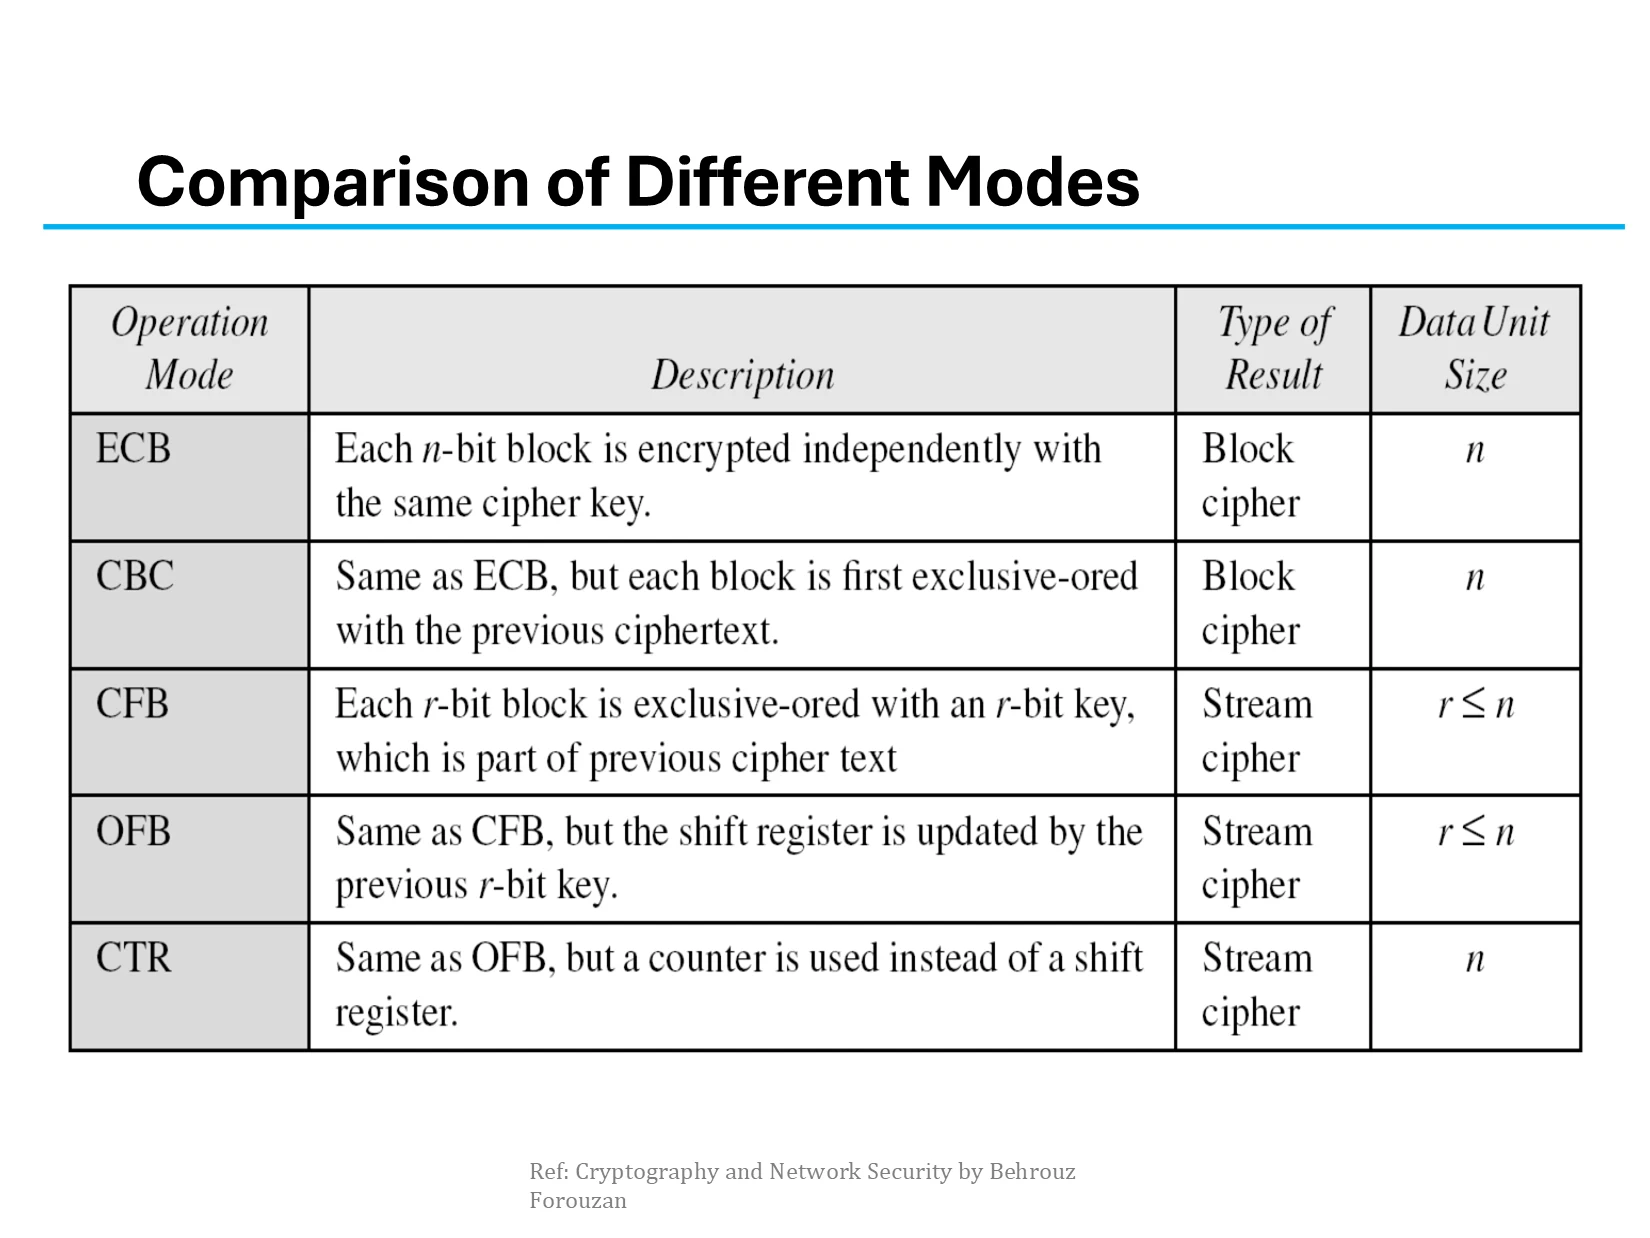 Comparison of Different Modes
Operation Mode
Description
Type of Result
Data Unit Size
ECB
Each n-bit block is encrypted independently with
the same cipher key.
Block
cipher
n
CBC
Same as ECB, but each block is first exclusive-ored
with the previous ciphertext.
Block
cipher
n
CFB
Each r-bit block is exclusive-ored with an r-bit key,
which is part of previous cipher text
Stream
cipher
r ≤ n
OFB
Same as CFB, but the shift register is updated by the
previous r-bit key.
Stream
cipher
r ≤ n
CTR
Same as OFB, but a counter is used instead of a shift
register.
Stream
cipher
n
Ref: Cryptography and Network Security by Behrouz
Forouzan